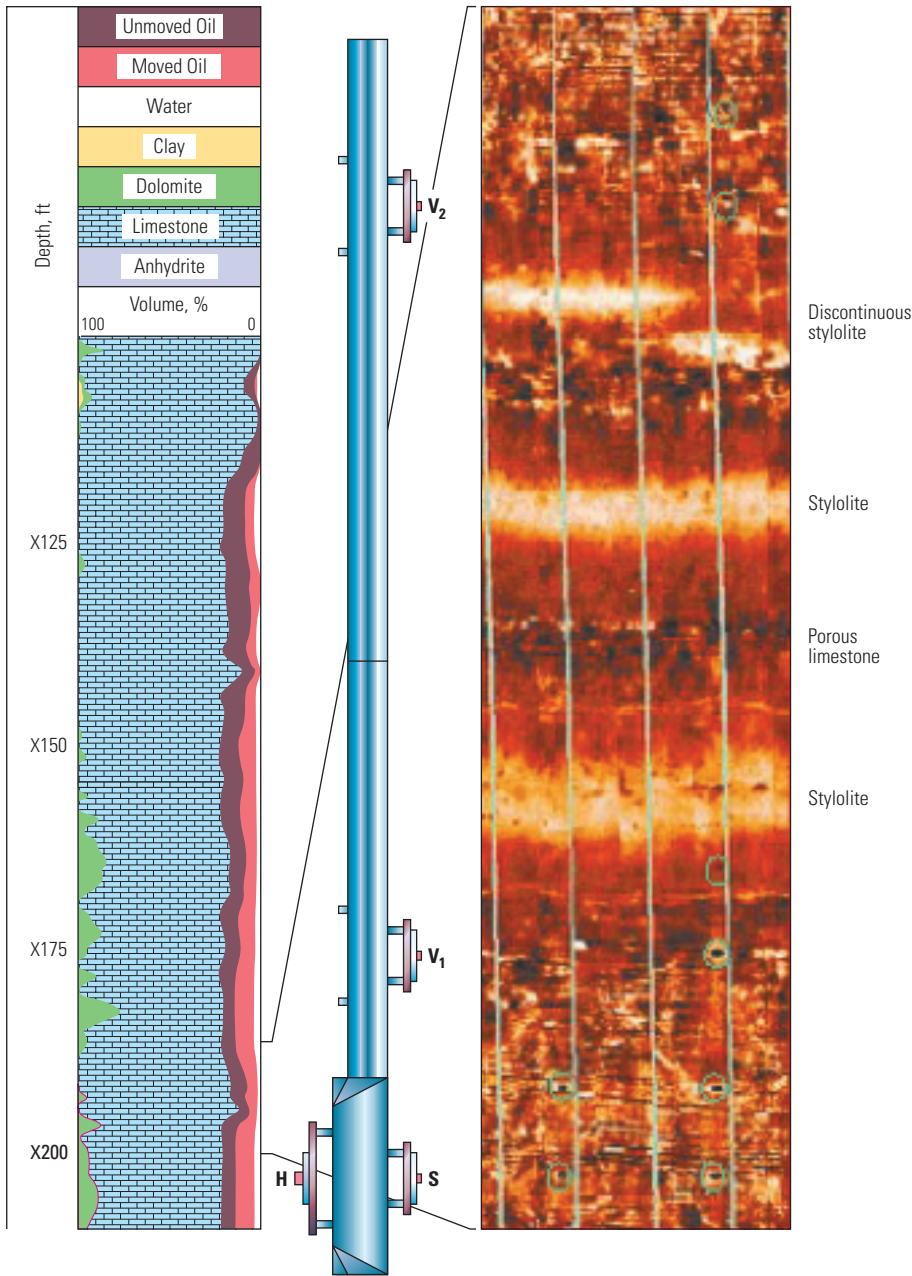 Unmoved Oil
Moved Oil
Water
Clay
Dolomite
Limestone
Anhydrite
Volume, %
100 0
Depth, ft
X125
X150
X175
X200
V2
V1
H
S
Discontinuous
stylolite
Stylolite
Porous
limestone
Stylolite